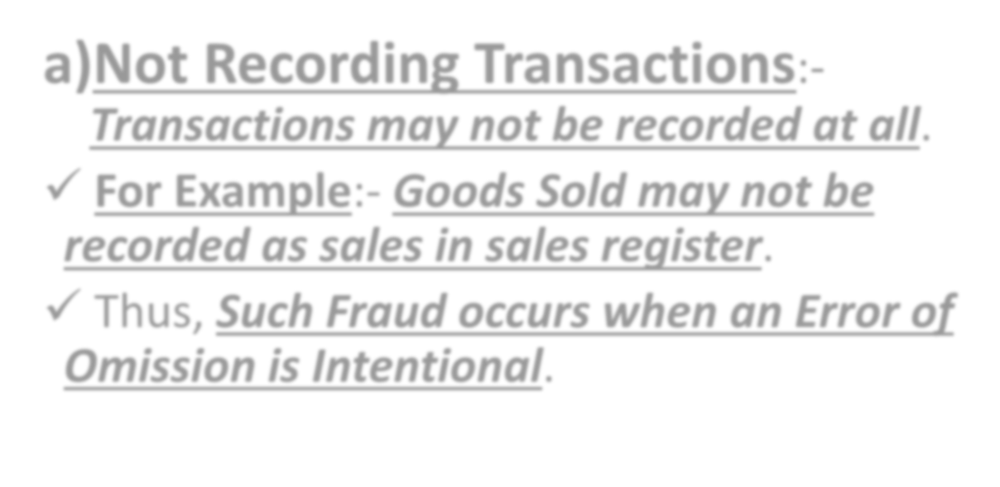 a)Not Recording Transactions:-
Transactions may not be recorded at all.
✓ For Example:- Goods Sold may not be
recorded as sales in sales register.
✓ Thus, Such Fraud occurs when an Error of
Omission is Intentional.